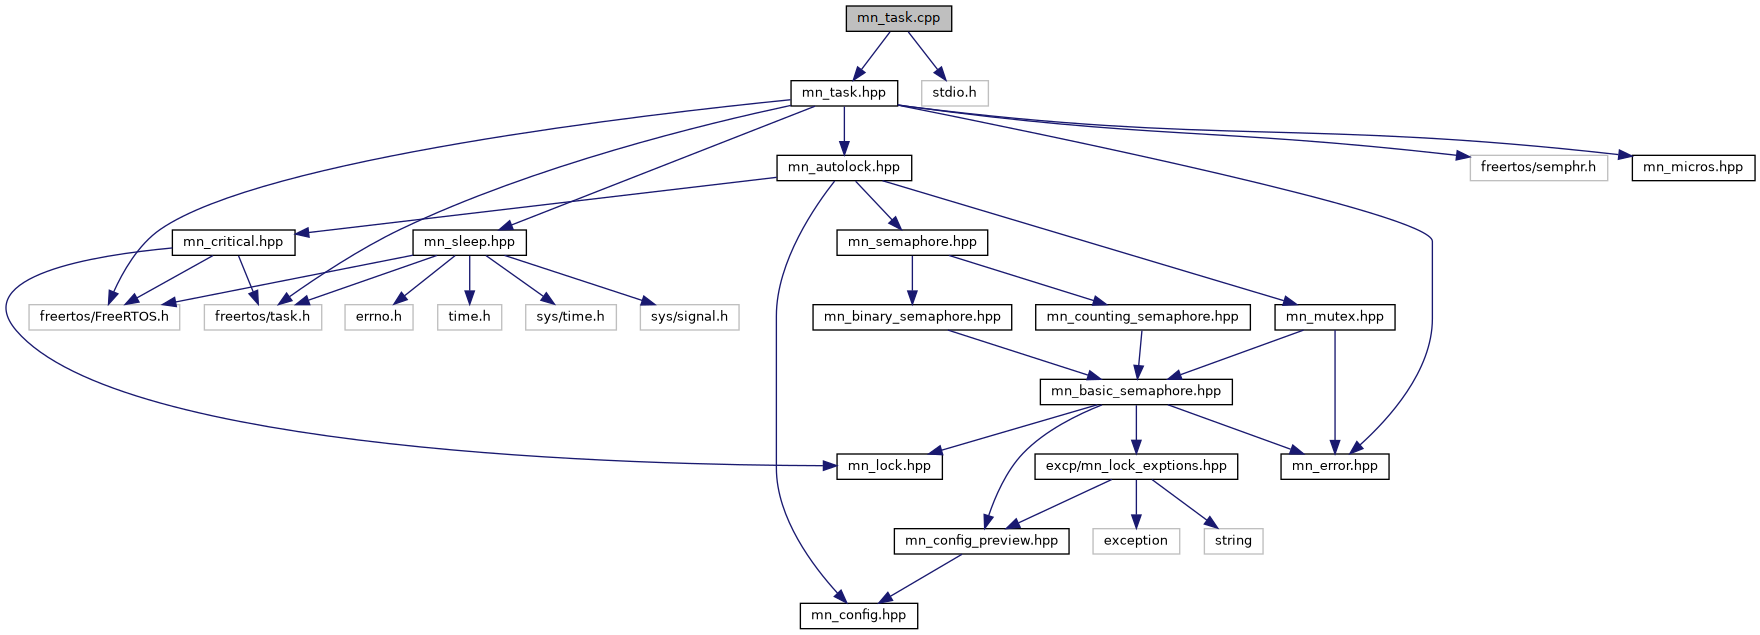 mn_task.cpp
mn_task.hpp
stdio.h
mn_autolock.hpp
freertos/semphr.h
mn_micros.hpp
mn_critical.hpp
mn_sleep.hpp
mn_semaphore.hpp
freertos/FreeRTOS.h
freertos/task.h
errno.h
time.h
sys/time.h
sys/signal.h
mn_binary_semaphore.hpp
mn_counting_semaphore.hpp
mn_mutex.hpp
mn_basic_semaphore.hpp
mn_lock.hpp
excp/mn_lock_exptions.hpp
mn_error.hpp
mn_config_preview.hpp
exception
string
mn_config.hpp